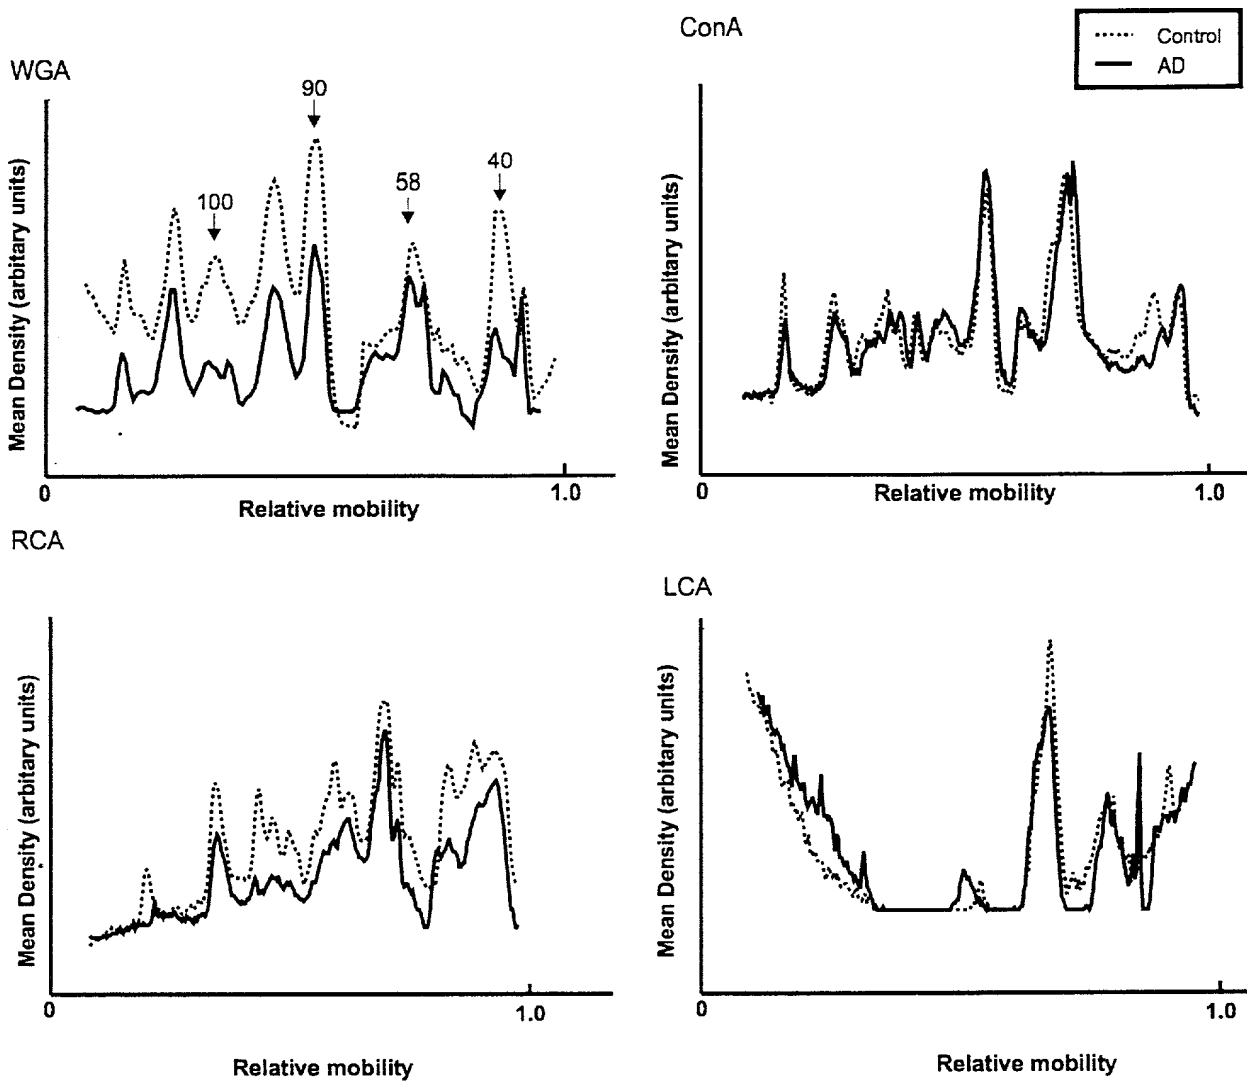 ConA
Control
AD
WGA
90
40
58
100
Mean Density (arbitary units)
Mean Density (arbitary units)
0
1.0
Relative mobility
0
1.0
Relative mobility
RCA
LCA
Mean Density (arbitary units)
Mean Density (arbitary units)
0
1.0
Relative mobility
0
1.0
Relative mobility